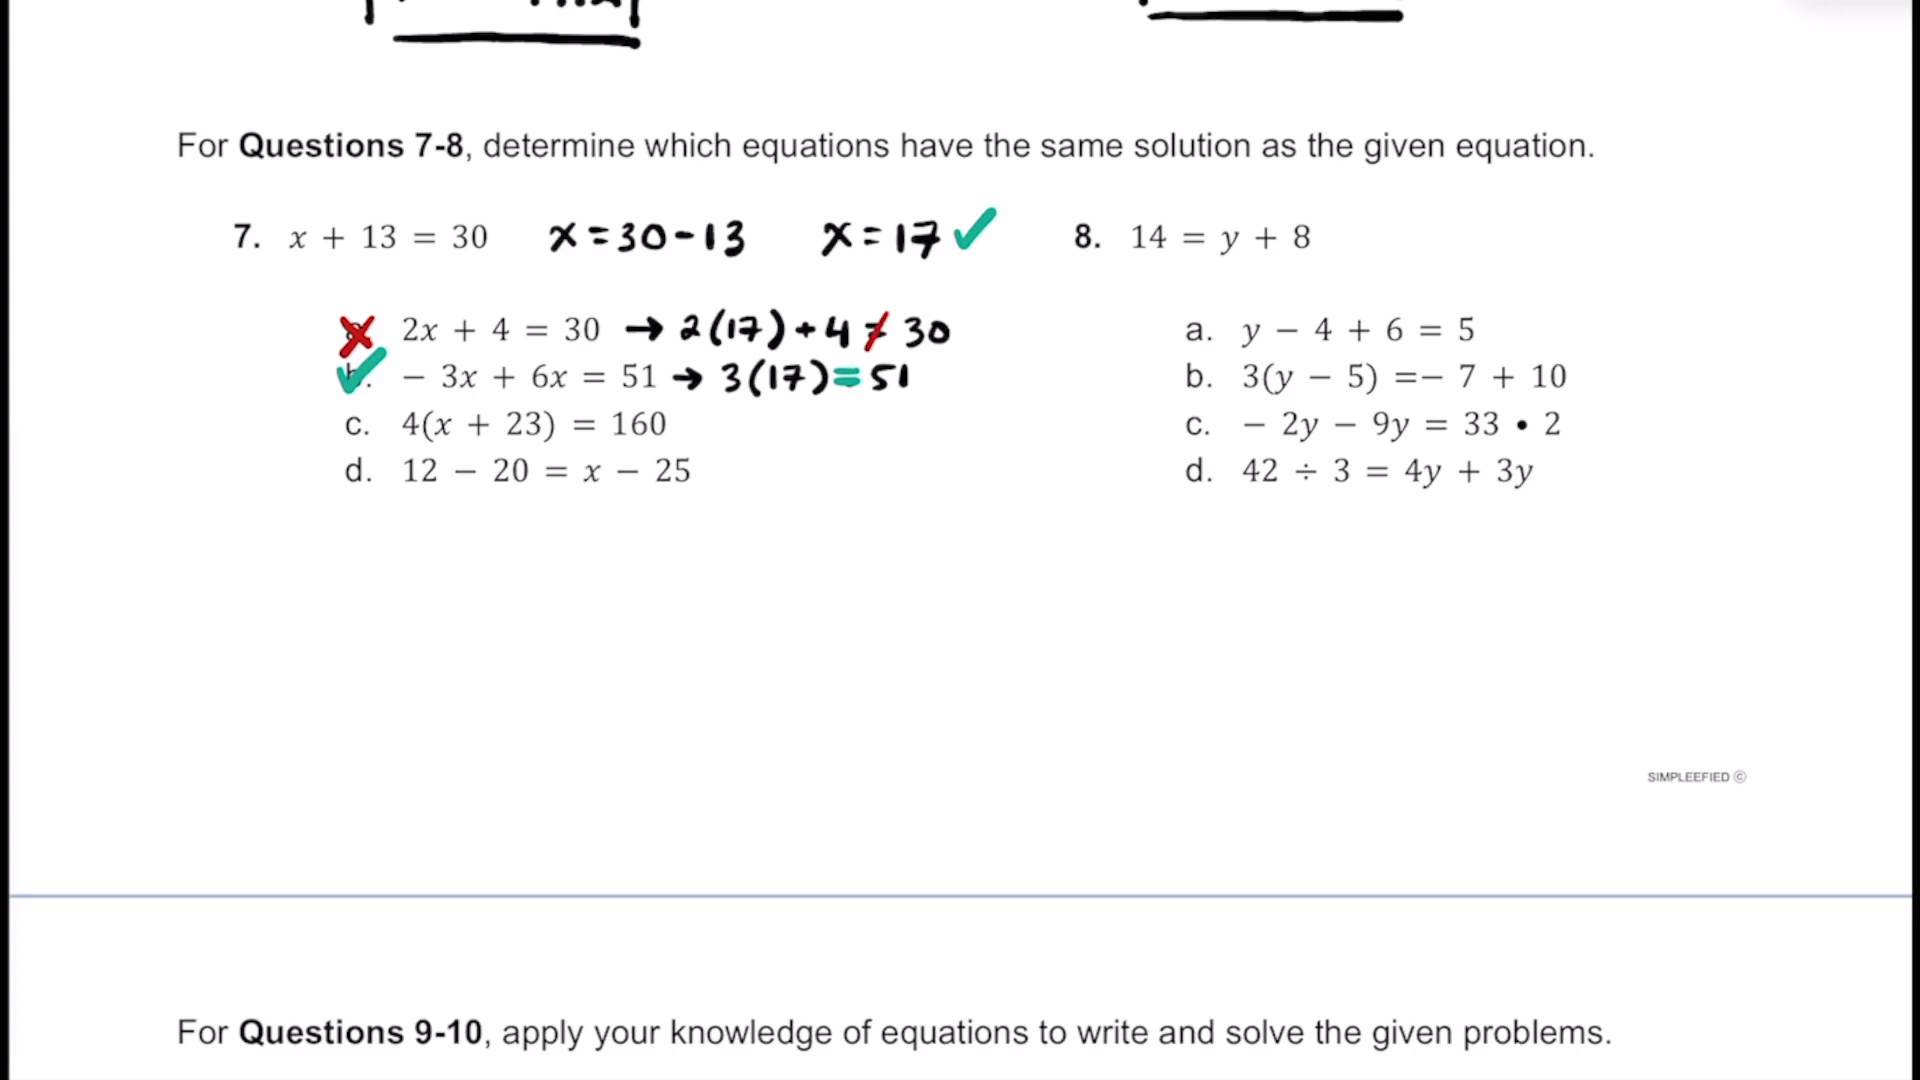 For Questions 7-8, determine which equations have the same solution as the given equation.
7. x + 13 = 30 x = 30 - 13 x = 17 ✓
2x + 4 = 30 → 2(17) + 4 ≠ 30
b. − 3x + 6x = 51 → 3(17) = 51
c. 4(x + 23) = 160
d. 12 − 20 = x − 25
8. 14 = y + 8
a. y − 4 + 6 = 5
b. 3(y − 5) =− 7 + 10
c. − 2y − 9y = 33 • 2
d. 42 ÷ 3 = 4y + 3y
SIMPLEEFIED ©
For Questions 9-10, apply your knowledge of equations to write and solve the given problems.